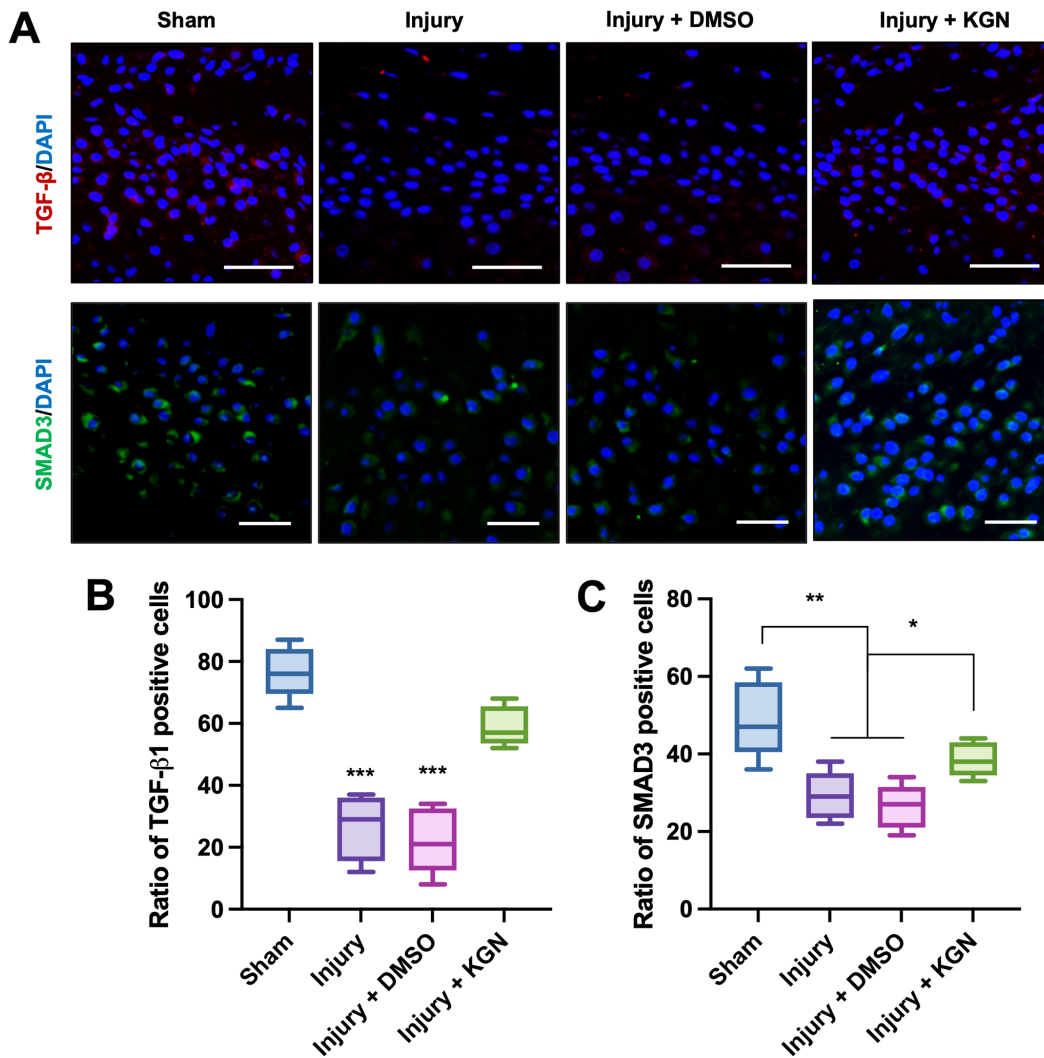 A
Sham
Injury
Injury + DMSO
Injury + KGN
TGF-β/DAPI
SMAD3/DAPI
B
Ratio of TGF-β1 positive cells
100
80
60
40
20
0
***
***
Sham
Injury
Injury + DMSO
Injury + KGN
C
Ratio of SMAD3 positive cells
80
60
40
20
0
**
*
Sham
Injury
Injury + DMSO
Injury + KGN